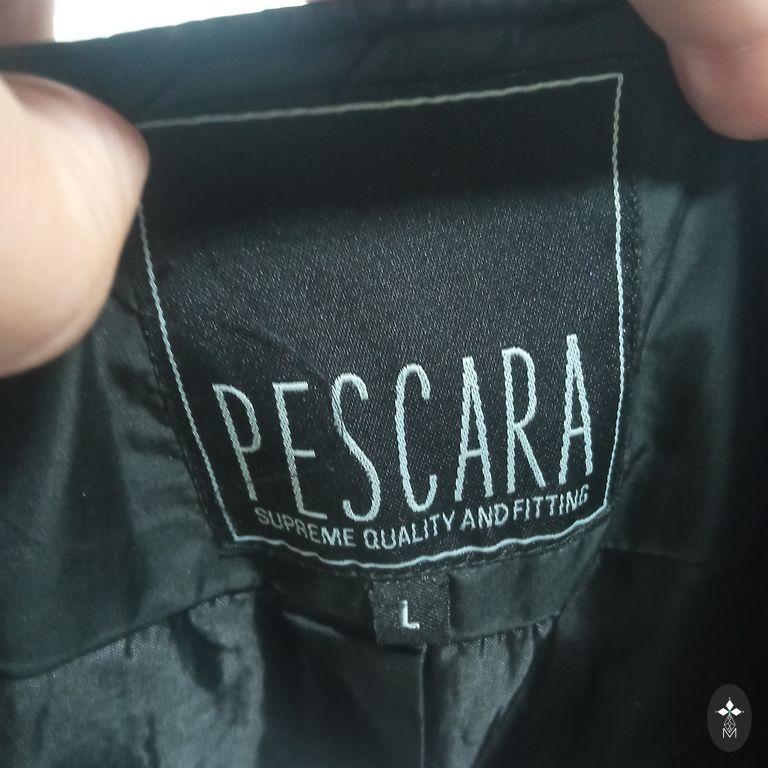 PESCARA
SUPREME QUALITY AND FITTING
L
M